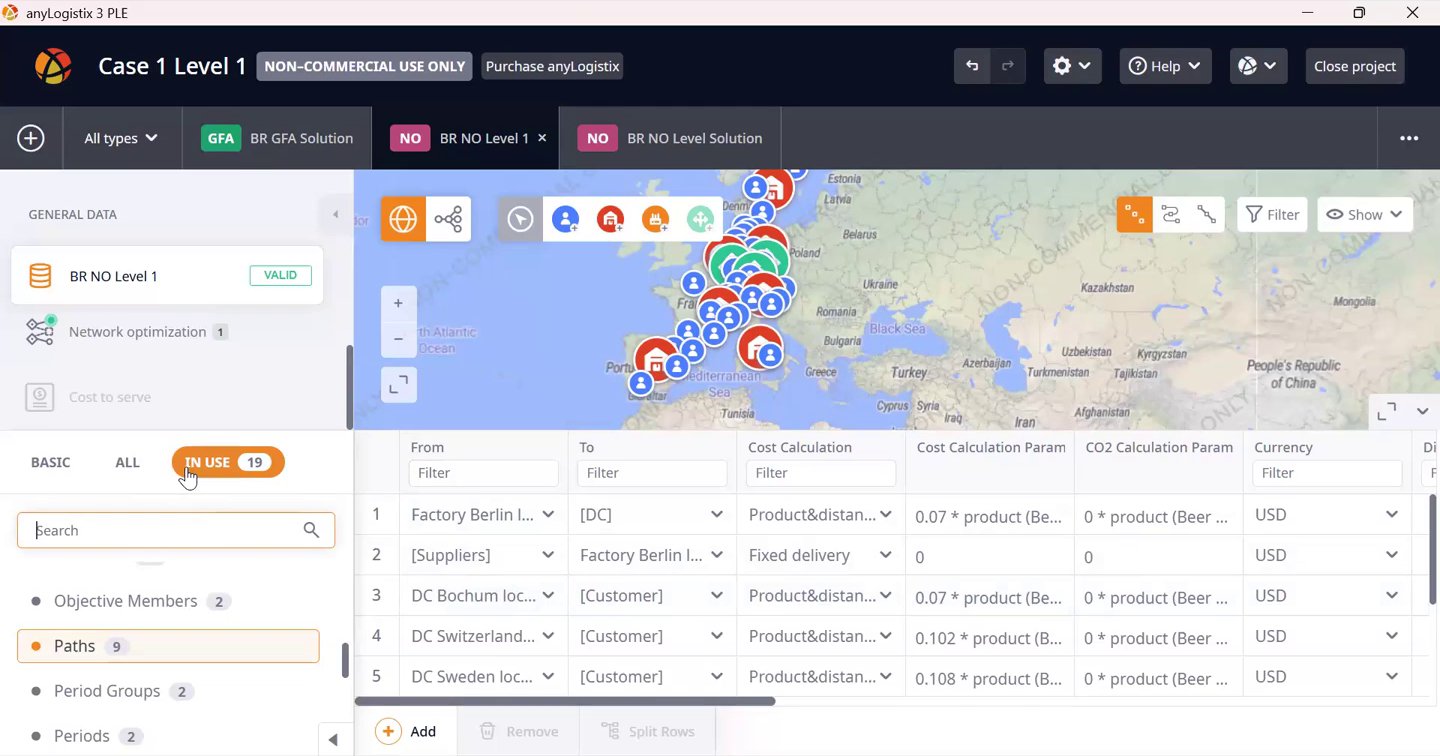 anyLogistix 3 PLE
Case 1 Level 1 NON-COMMERCIAL USE ONLY Purchase anyLogistix Help Close project
All types GFA BR GFA Solution NO BR NO Level 1 × NO BR NO Level Solution
GENERAL DATA
BR NO Level 1 VALID
Network optimization 1
Cost to serve
BASIC ALL IN USE 19
Search
Objective Members 2
Paths 9
Period Groups 2
Periods 2
Filter Show
Estonia
Latvia
Denm
Belarus
Poland
Ukraine
Kazakhstan
Mongolia
Fra
Romania
th Atlantic
Ocean
Black Sea
Bulgaria
Uzbekistan Kyrgyzstan
Portu
Azerbaijan
People's Republic
of China
Greece Turkey Turkmenistan Tajikistan
editerranean
Sea
Gibraltar
Cyprus Syria
Afghanistan
Tunisia
Iraq Iran
From To Cost Calculation Cost Calculation Param CO2 Calculation Param Currency Di
Filter Filter Filter Filter F
1 Factory Berlin l... [DC] Product&distan... 0.07 * product (Be... 0 * product (Beer ... USD
2 [Suppliers] Factory Berlin l... Fixed delivery 0 0 USD
3 DC Bochum loc... [Customer] Product&distan... 0.07 * product (Be... 0 * product (Beer ... USD
4 DC Switzerland... [Customer] Product&distan... 0.102 * product (B... 0 * product (Beer ... USD
5 DC Sweden loc... [Customer] Product&distan... 0.108 * product (B... 0 * product (Beer ... USD
Add Remove Split Rows